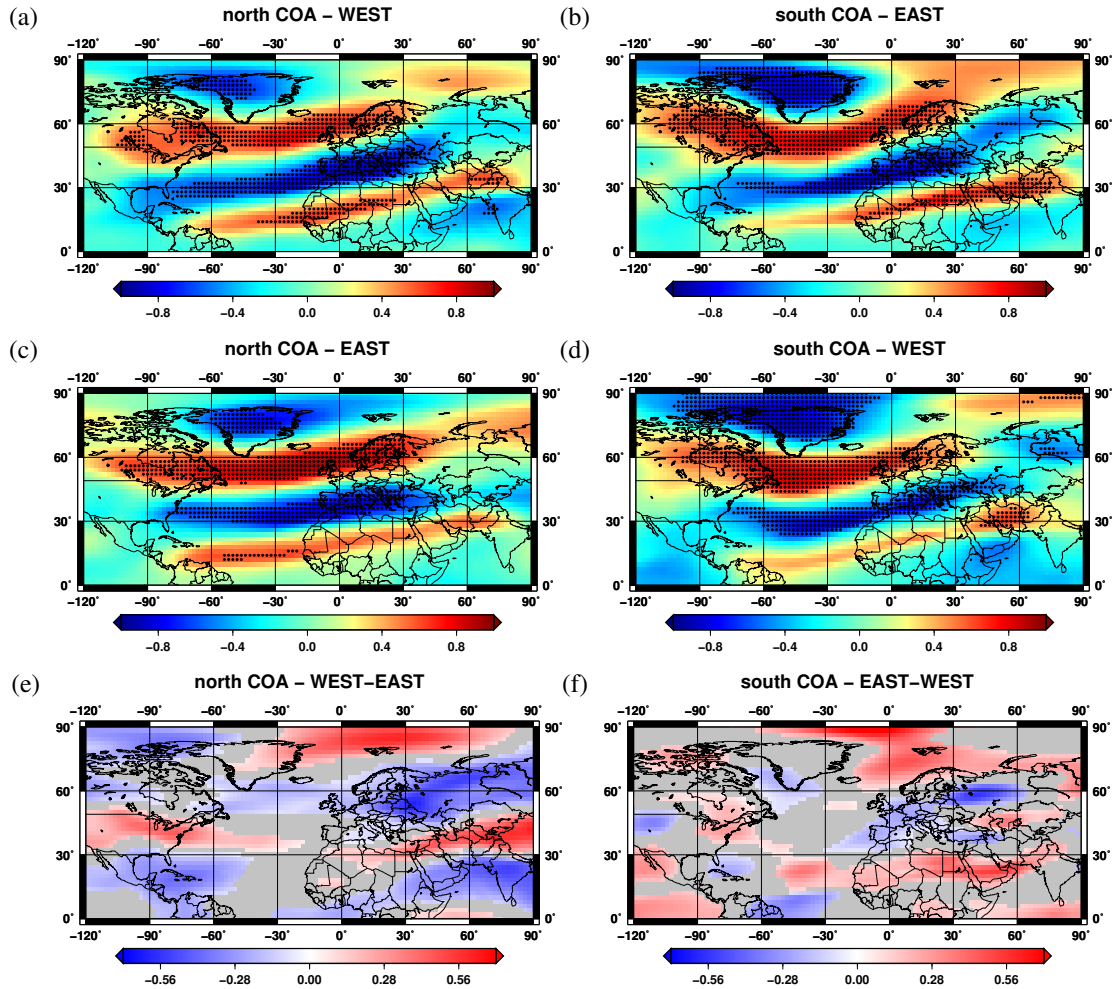 (a) north COA − WEST (b) south COA − EAST
−120˚ −90˚ −60˚ −30˚ 0˚ 30˚ 60˚ 90˚ −120˚ −90˚ −60˚ −30˚ 0˚ 30˚ 60˚ 90˚
90˚ 90˚ 90˚ 90˚
60˚ 60˚ 60˚ 60˚
30˚ 30˚ 30˚ 30˚
0˚ 0˚ 0˚ 0˚
−120˚ −90˚ −60˚ −30˚ 0˚ 30˚ 60˚ 90˚ −120˚ −90˚ −60˚ −30˚ 0˚ 30˚ 60˚ 90˚
−0.8 −0.4 0.0 0.4 0.8 −0.8 −0.4 0.0 0.4 0.8
(c) north COA − EAST (d) south COA − WEST
−120˚ −90˚ −60˚ −30˚ 0˚ 30˚ 60˚ 90˚ −120˚ −90˚ −60˚ −30˚ 0˚ 30˚ 60˚ 90˚
90˚ 90˚ 90˚ 90˚
60˚ 60˚ 60˚ 60˚
30˚ 30˚ 30˚ 30˚
0˚ 0˚ 0˚ 0˚
−120˚ −90˚ −60˚ −30˚ 0˚ 30˚ 60˚ 90˚ −120˚ −90˚ −60˚ −30˚ 0˚ 30˚ 60˚ 90˚
−0.8 −0.4 0.0 0.4 0.8 −0.8 −0.4 0.0 0.4 0.8
(e) north COA − WEST−EAST (f) south COA − EAST−WEST
−120˚ −90˚ −60˚ −30˚ 0˚ 30˚ 60˚ 90˚ −120˚ −90˚ −60˚ −30˚ 0˚ 30˚ 60˚ 90˚
90˚ 90˚ 90˚ 90˚
60˚ 60˚ 60˚ 60˚
30˚ 30˚ 30˚ 30˚
0˚ 0˚ 0˚ 0˚
−120˚ −90˚ −60˚ −30˚ 0˚ 30˚ 60˚ 90˚ −120˚ −90˚ −60˚ −30˚ 0˚ 30˚ 60˚ 90˚
−0.56 −0.28 0.00 0.28 0.56 −0.56 −0.28 0.00 0.28 0.56